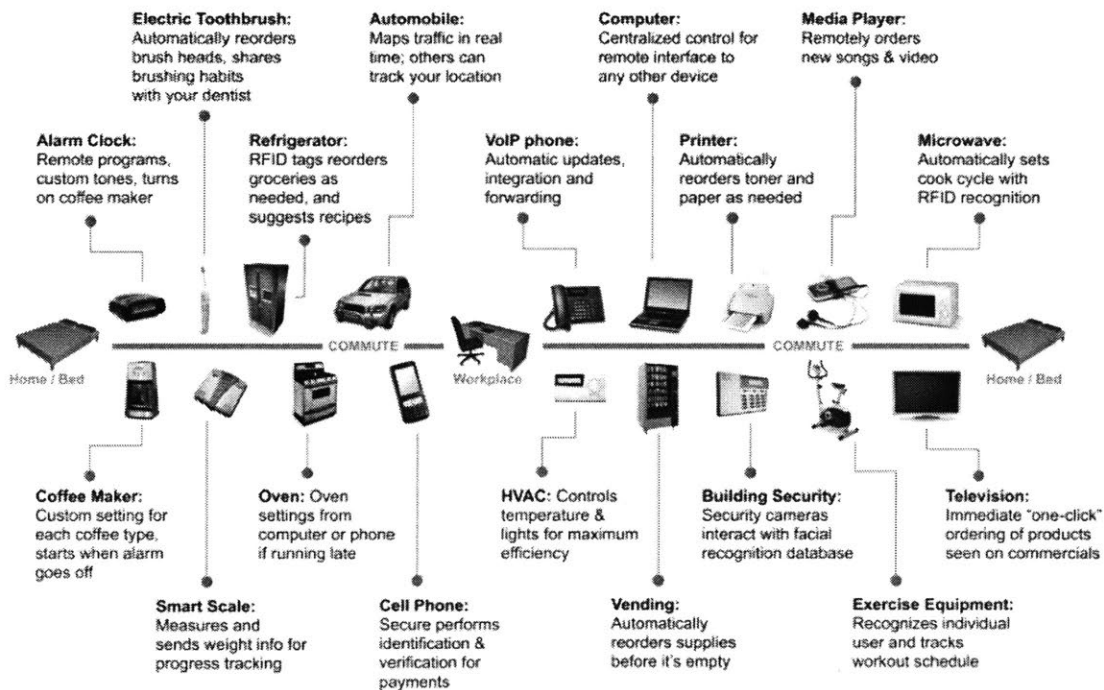 Electric Toothbrush:
Automatically reorders
brush heads, shares
brushing habits
with your dentist
Automobile:
Maps traffic in real
time; others can
track your location
Computer:
Centralized control for
remote interface to
any other device
Media Player:
Remotely orders
new songs & video
Alarm Clock:
Remote programs,
custom tones, turns
on coffee maker
Refrigerator:
RFID tags reorders
groceries as
needed, and
suggests recipes
VoIP phone:
Automatic updates,
integration and
forwarding
Printer:
Automatically
reorders toner and
paper as needed
Microwave:
Automatically sets
cook cycle with
RFID recognition
Home / Bed
COMMUTE
Workplace
COMMUTE
Home / Bed
Coffee Maker:
Custom setting for
each coffee type,
starts when alarm
goes off
Oven: Oven
settings from
computer or phone
if running late
HVAC: Controls
temperature &
lights for maximum
efficiency
Building Security:
Security cameras
interact with facial
recognition database
Television:
Immediate "one-click"
ordering of products
seen on commercials
Smart Scale:
Measures and
sends weight info for
progress tracking
Cell Phone:
Secure performs
identification &
verification for
payments
Vending:
Automatically
reorders supplies
before it's empty
Exercise Equipment:
Recognizes individual
user and tracks
workout schedule